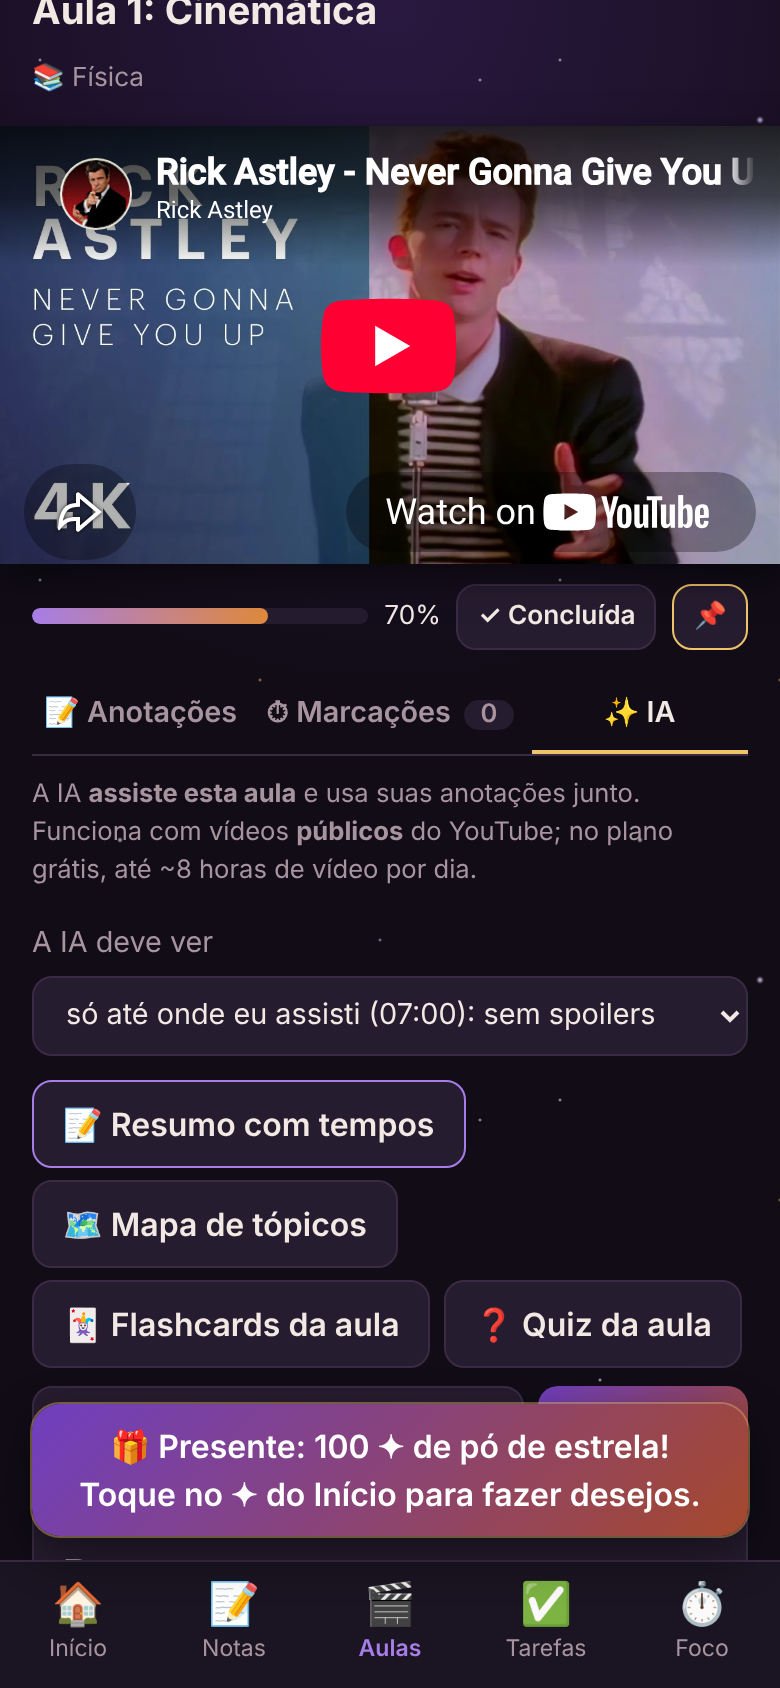 Aula 1: Cinemática
📚 Física
Rick Astley - Never Gonna Give You U
Rick Astley
RICK
ASTLEY
NEVER GONNA
GIVE YOU UP
4K
Watch on YouTube
70%
✓ Concluída
📌
📝 Anotações
⏱ Marcações 0
✨ IA
A IA assiste esta aula e usa suas anotações junto.
Funciona com vídeos públicos do YouTube; no plano
grátis, até ~8 horas de vídeo por dia.
A IA deve ver
só até onde eu assisti (07:00): sem spoilers
📝 Resumo com tempos
🗺️ Mapa de tópicos
🃏 Flashcards da aula
❓ Quiz da aula
🎁 Presente: 100 ✦ de pó de estrela!
Toque no ✦ do Início para fazer desejos.
Início
Notas
Aulas
Tarefas
Foco